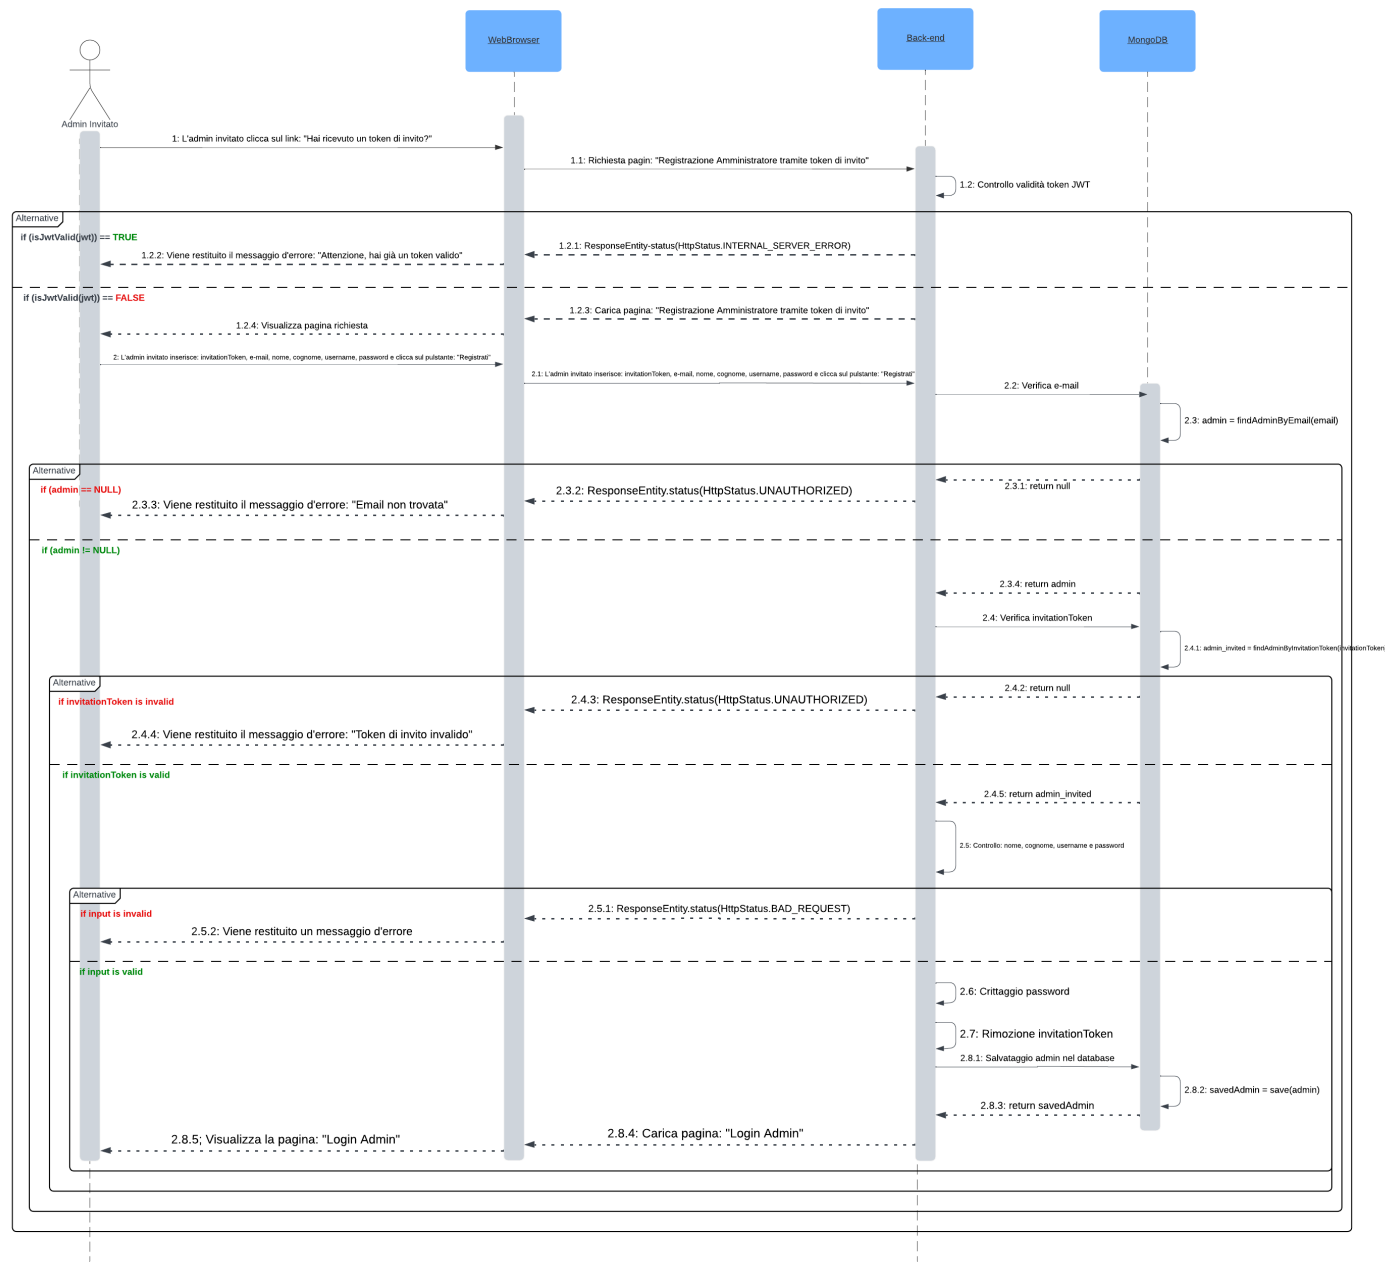 WebBrowser
Back-end
MongoDB
Admin Invitato
1: L'admin invitato clicca sul link: "Hai ricevuto un token di invito?"
1.1: Richiesta pagin: "Registrazione Amministratore tramite token di invito"
1.2: Controllo validità token JWT
Alternative
if (isJwtValid(jwt)) == TRUE
1.2.1: ResponseEntity-status(HttpStatus.INTERNAL_SERVER_ERROR)
1.2.2: Viene restituito il messaggio d'errore: "Attenzione, hai già un token valido"
if (isJwtValid(jwt)) == FALSE
1.2.3: Carica pagina: "Registrazione Amministratore tramite token di invito"
1.2.4: Visualizza pagina richiesta
2: L'admin invitato inserisce: invitationToken, e-mail, nome, cognome, username, password e clicca sul pulstante: "Registrati"
2.1: L'admin invitato inserisce: invitationToken, e-mail, nome, cognome, username, password e clicca sul pulstante: "Registrati"
2.2: Verifica e-mail
2.3: admin = findAdminByEmail(email)
Alternative
if (admin == NULL)
2.3.1: return null
2.3.2: ResponseEntity.status(HttpStatus.UNAUTHORIZED)
2.3.3: Viene restituito il messaggio d'errore: "Email non trovata"
if (admin != NULL)
2.3.4: return admin
2.4: Verifica invitationToken
2.4.1: admin_invited = findAdminByInvitationToken(invitationToken
Alternative
if invitationToken is invalid
2.4.2: return null
2.4.3: ResponseEntity.status(HttpStatus.UNAUTHORIZED)
2.4.4: Viene restituito il messaggio d'errore: "Token di invito invalido"
if invitationToken is valid
2.4.5: return admin_invited
2.5: Controllo: nome, cognome, username e password
Alternative
if input is invalid
2.5.1: ResponseEntity.status(HttpStatus.BAD_REQUEST)
2.5.2: Viene restituito un messaggio d'errore
if input is valid
2.6: Crittaggio password
2.7: Rimozione invitationToken
2.8.1: Salvataggio admin nel database
2.8.2: savedAdmin = save(admin)
2.8.3: return savedAdmin
2.8.4: Carica pagina: "Login Admin"
2.8.5; Visualizza la pagina: "Login Admin"